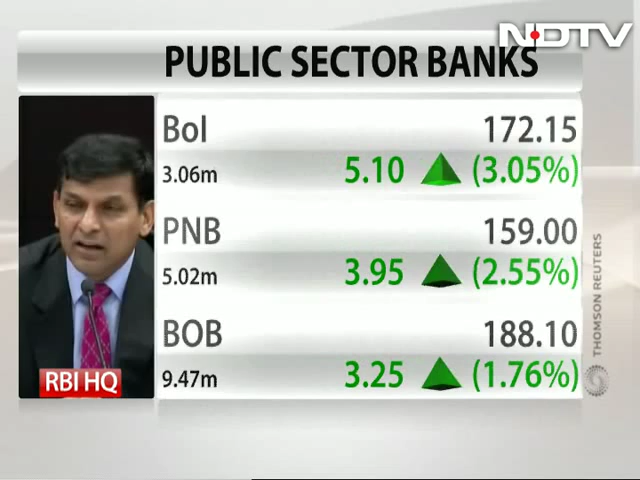 NDTV
PUBLIC SECTOR BANKS
BoI 172.15
3.06m 5.10 (3.05%)
PNB 159.00
5.02m 3.95 (2.55%)
BOB 188.10
9.47m 3.25 (1.76%)
RBI HQ
THOMSON REUTERS